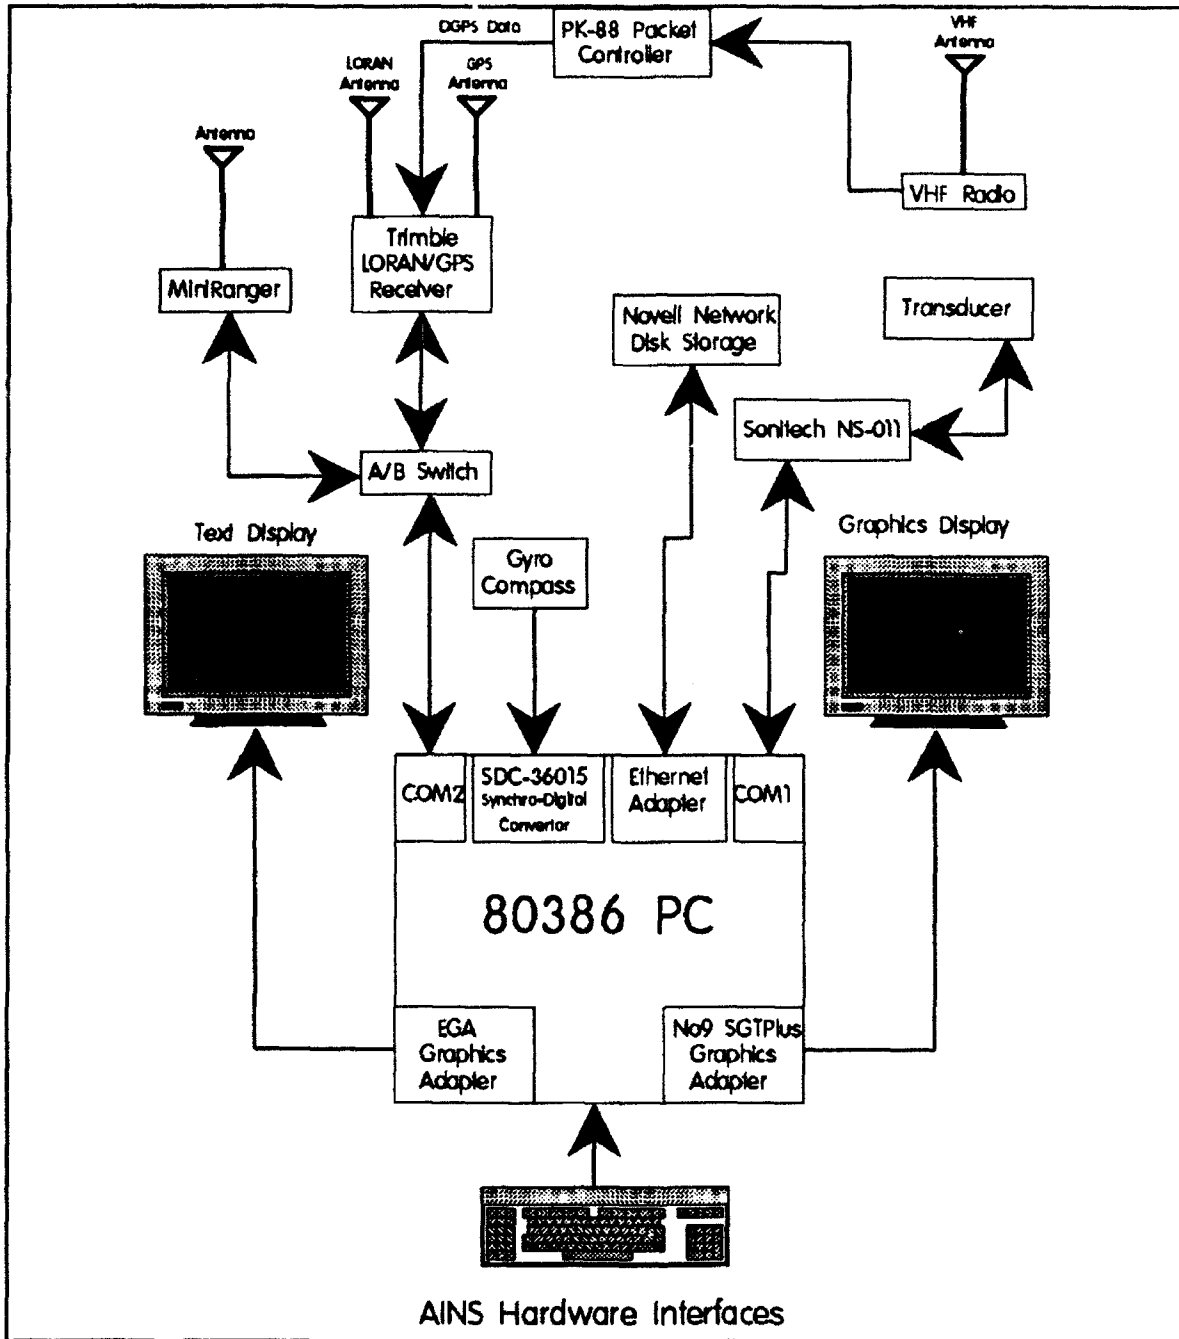 DGPS Data
PK-88 Packet
Controller
VHF
Antenna
LORAN
Antenna
GPS
Antenna
Antenna
VHF Radio
Trimble
LORAN/GPS
Receiver
MiniRanger
Novell Network
Disk Storage
Transducer
Sonitech NS-011
A/B Switch
Text Display
Graphics Display
Gyro
Compass
COM2
SDC-36015
Synchro-Digital
Convertor
Ethernet
Adapter
COM1
80386 PC
EGA
Graphics
Adapter
No9 SGTPlus
Graphics
Adapter
AINS Hardware Interfaces